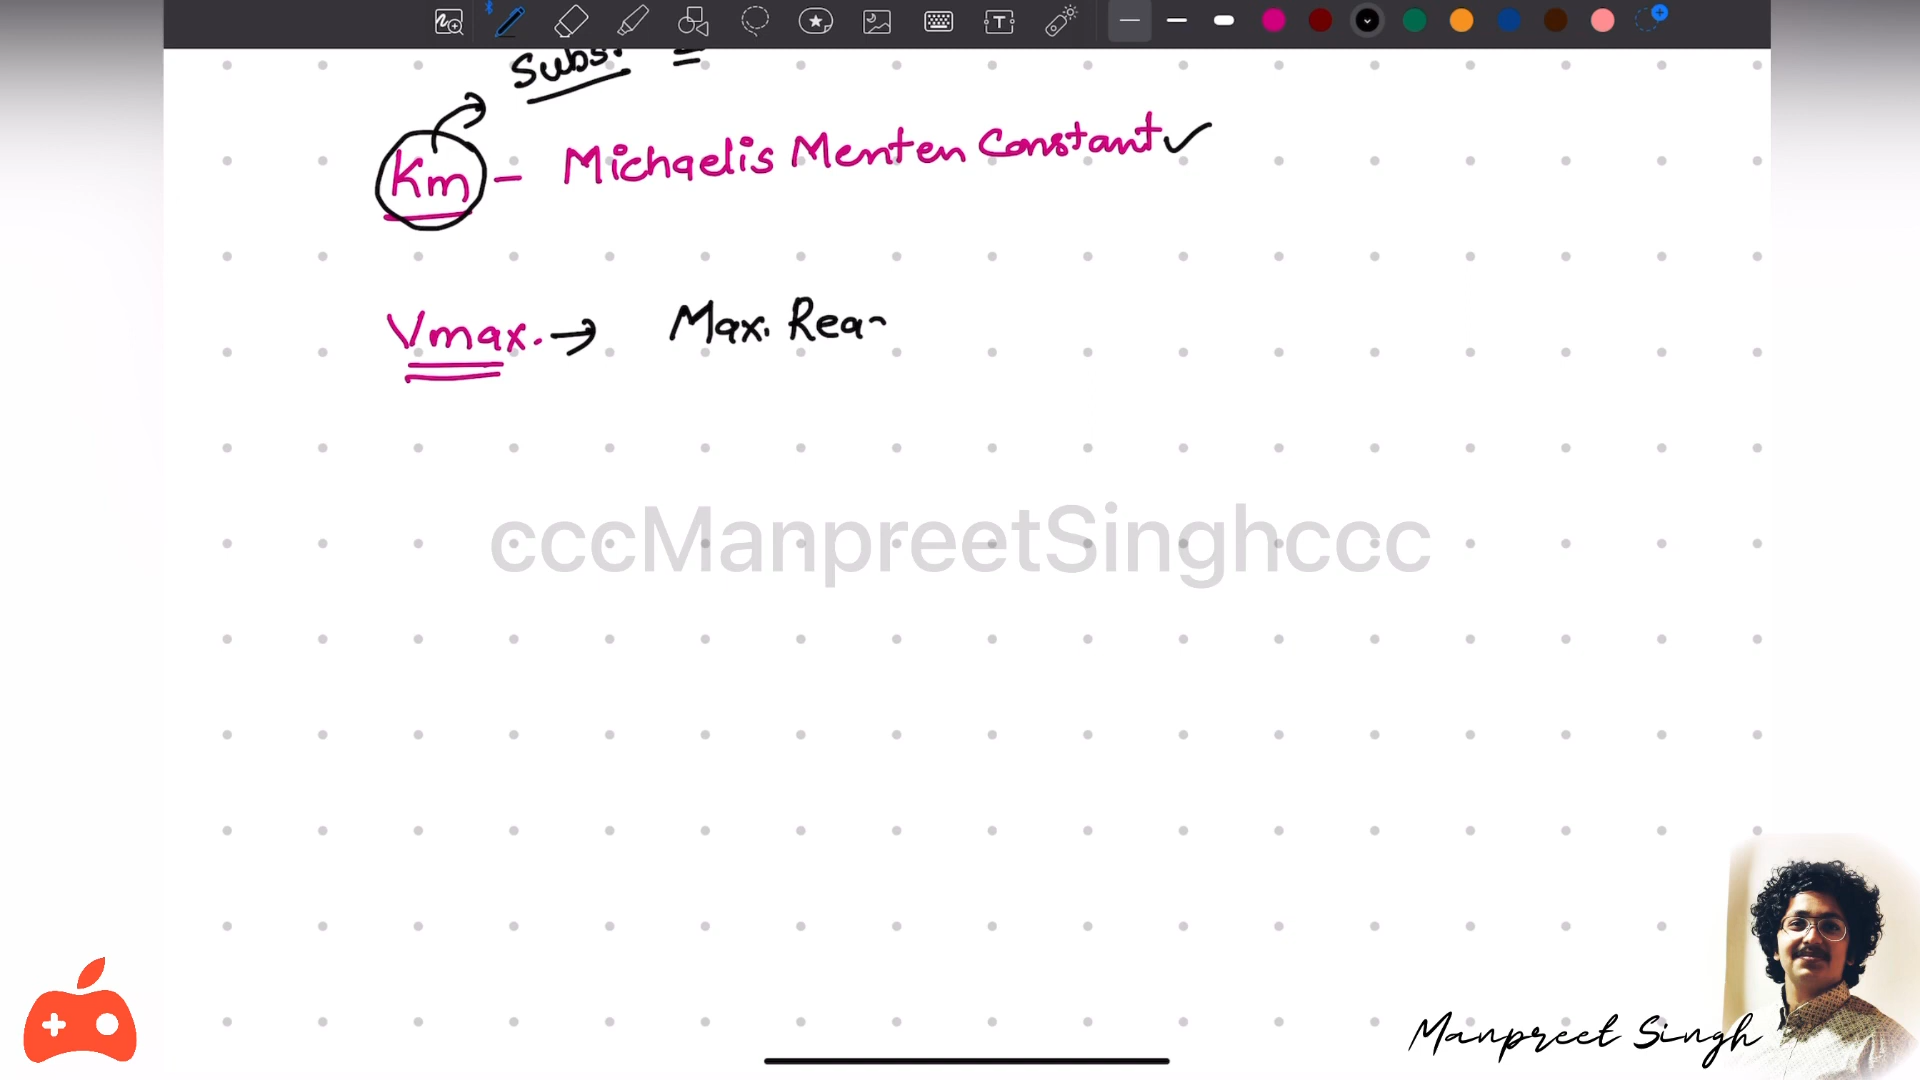 Subs. =
Km - Michaelis Menten Constant ✓
Vmax. → Max. Rea
cccManpreetSinghccc
Manpreet Singh